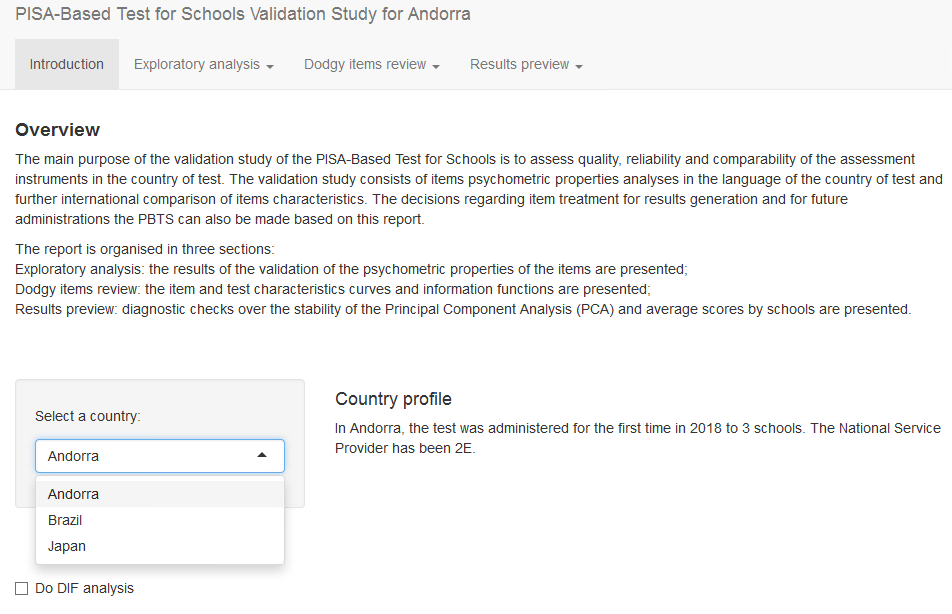 PISA-Based Test for Schools Validation Study for Andorra
Introduction Exploratory analysis Dodgy items review Results preview
Overview
The main purpose of the validation study of the PISA-Based Test for Schools is to assess quality, reliability and comparability of the assessment
instruments in the country of test. The validation study consists of items psychometric properties analyses in the language of the country of test and
further international comparison of items characteristics. The decisions regarding item treatment for results generation and for future
administrations the PBTS can also be made based on this report.
The report is organised in three sections:
Exploratory analysis: the results of the validation of the psychometric properties of the items are presented;
Dodgy items review: the item and test characteristics curves and information functions are presented;
Results preview: diagnostic checks over the stability of the Principal Component Analysis (PCA) and average scores by schools are presented.
Select a country:
Andorra
Andorra
Brazil
Japan
Country profile
In Andorra, the test was administered for the first time in 2018 to 3 schools. The National Service
Provider has been 2E.
Do DIF analysis